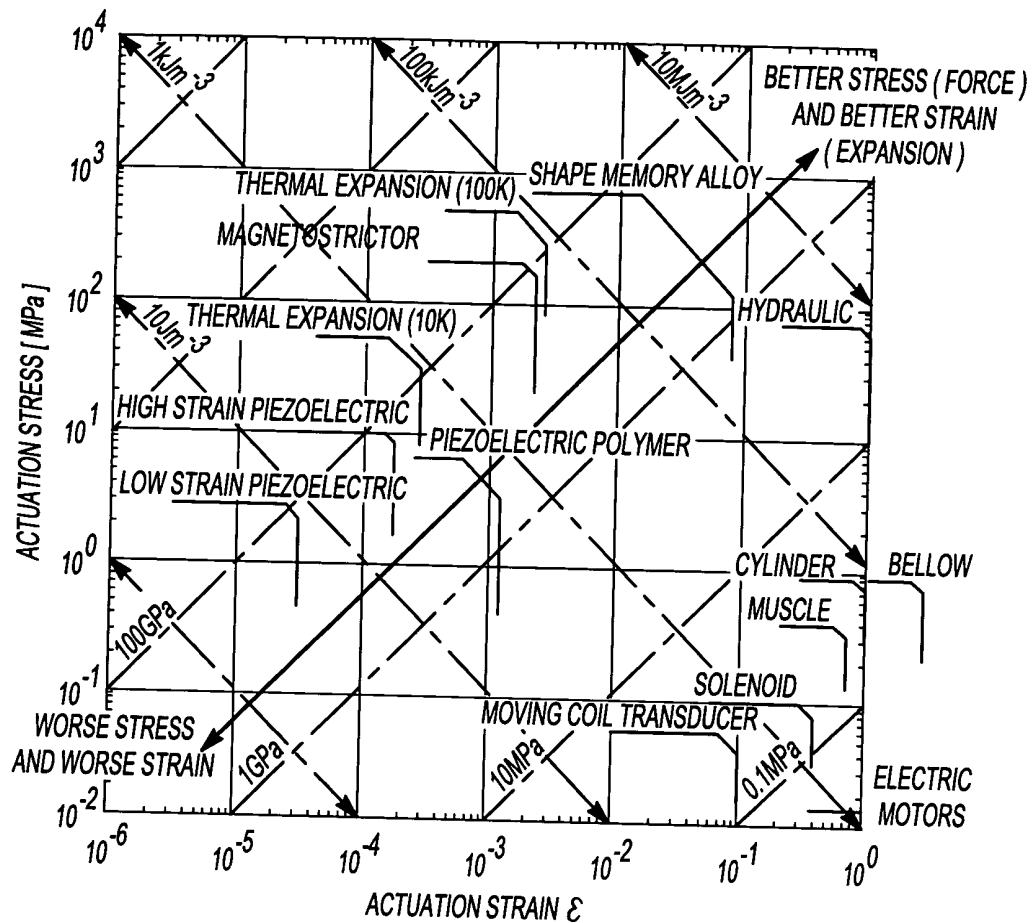 10^4
10^3
10^2
10^1
10^0
10^-1
10^-2
ACTUATION STRESS [ MPa]
1kJm^-3
100kJm^-3
10MJm^-3
BETTER STRESS ( FORCE )
AND BETTER STRAIN
( EXPANSION )
THERMAL EXPANSION (100K)
SHAPE MEMORY ALLOY
MAGNETOSTRICTOR
10Jm^-3
THERMAL EXPANSION (10K)
HYDRAULIC
HIGH STRAIN PIEZOELECTRIC
PIEZOELECTRIC POLYMER
LOW STRAIN PIEZOELECTRIC
CYLINDER
BELLOW
MUSCLE
100GPa
SOLENOID
MOVING COIL TRANSDUCER
WORSE STRESS
AND WORSE STRAIN
1GPa
10MPa
0.1MPa
ELECTRIC
MOTORS
10^-6
10^-5
10^-4
10^-3
10^-2
10^-1
10^0
ACTUATION STRAIN ε